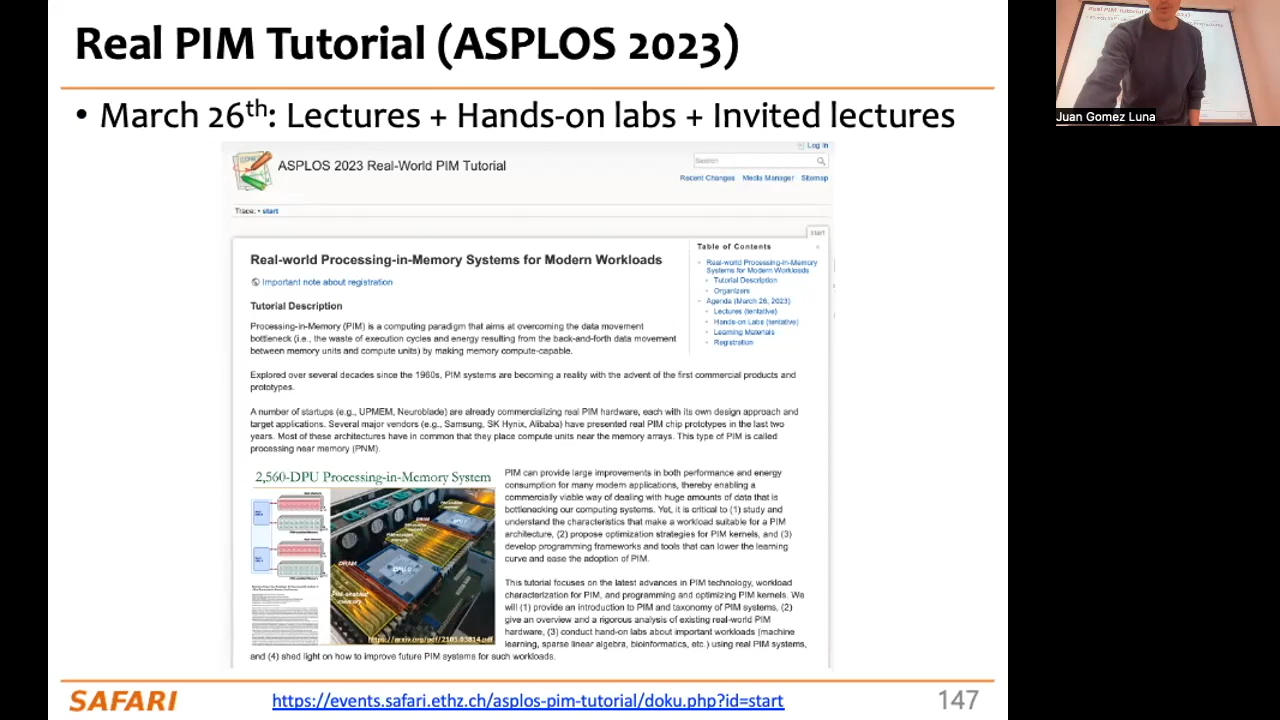 Real PIM Tutorial (ASPLOS 2023)
• March 26th: Lectures + Hands-on labs + Invited lectures
Log In
ASPLOS 2023 Real-World PIM Tutorial
Search
Recent Changes Media Manager Sitemap
Trace: • start
start
Real-world Processing-in-Memory Systems for Modern Workloads
Important note about registration
Tutorial Description
Processing-in-Memory (PIM) is a computing paradigm that aims at overcoming the data movement
bottleneck (i.e., the waste of execution cycles and energy resulting from the back-and-forth data movement
between memory units and compute units) by making memory compute-capable.
Explored over several decades since the 1960s, PIM systems are becoming a reality with the advent of the first commercial products and
prototypes.
A number of startups (e.g., UPMEM, Neuroblade) are already commercializing real PIM hardware, each with its own design approach and
target applications. Several major vendors (e.g., Samsung, SK Hynix, Alibaba) have presented real PIM chip prototypes in the last two
years. Most of these architectures have in common that they place compute units near the memory arrays. This type of PIM is called
processing near memory (PNM).
Table of Contents
Real-world Processing-in-Memory
Systems for Modern Workloads
Tutorial Description
Organizers
Agenda (March 26, 2023)
Lectures (tentative)
Hands-on Labs (tentative)
Learning Materials
Registration
2,560-DPU Processing-in-Memory System
DRAM
PIM-enabled
memory
https://arxiv.org/pdf/2105.03814.pdf
PIM can provide large improvements in both performance and energy
consumption for many modern applications, thereby enabling a
commercially viable way of dealing with huge amounts of data that is
bottlenecking our computing systems. Yet, it is critical to (1) study and
understand the characteristics that make a workload suitable for a PIM
architecture, (2) propose optimization strategies for PIM kernels, and (3)
develop programming frameworks and tools that can lower the learning
curve and ease the adoption of PIM.
This tutorial focuses on the latest advances in PIM technology, workload
characterization for PIM, and programming and optimizing PIM kernels. We
will (1) provide an introduction to PIM and taxonomy of PIM systems, (2)
give an overview and a rigorous analysis of existing real-world PIM
hardware, (3) conduct hand-on labs about important workloads (machine
learning, sparse linear algebra, bioinformatics, etc.) using real PIM systems,
and (4) shed light on how to improve future PIM systems for such workloads.
SAFARI
https://events.safari.ethz.ch/asplos-pim-tutorial/doku.php?id=start
147
Juan Gomez Luna